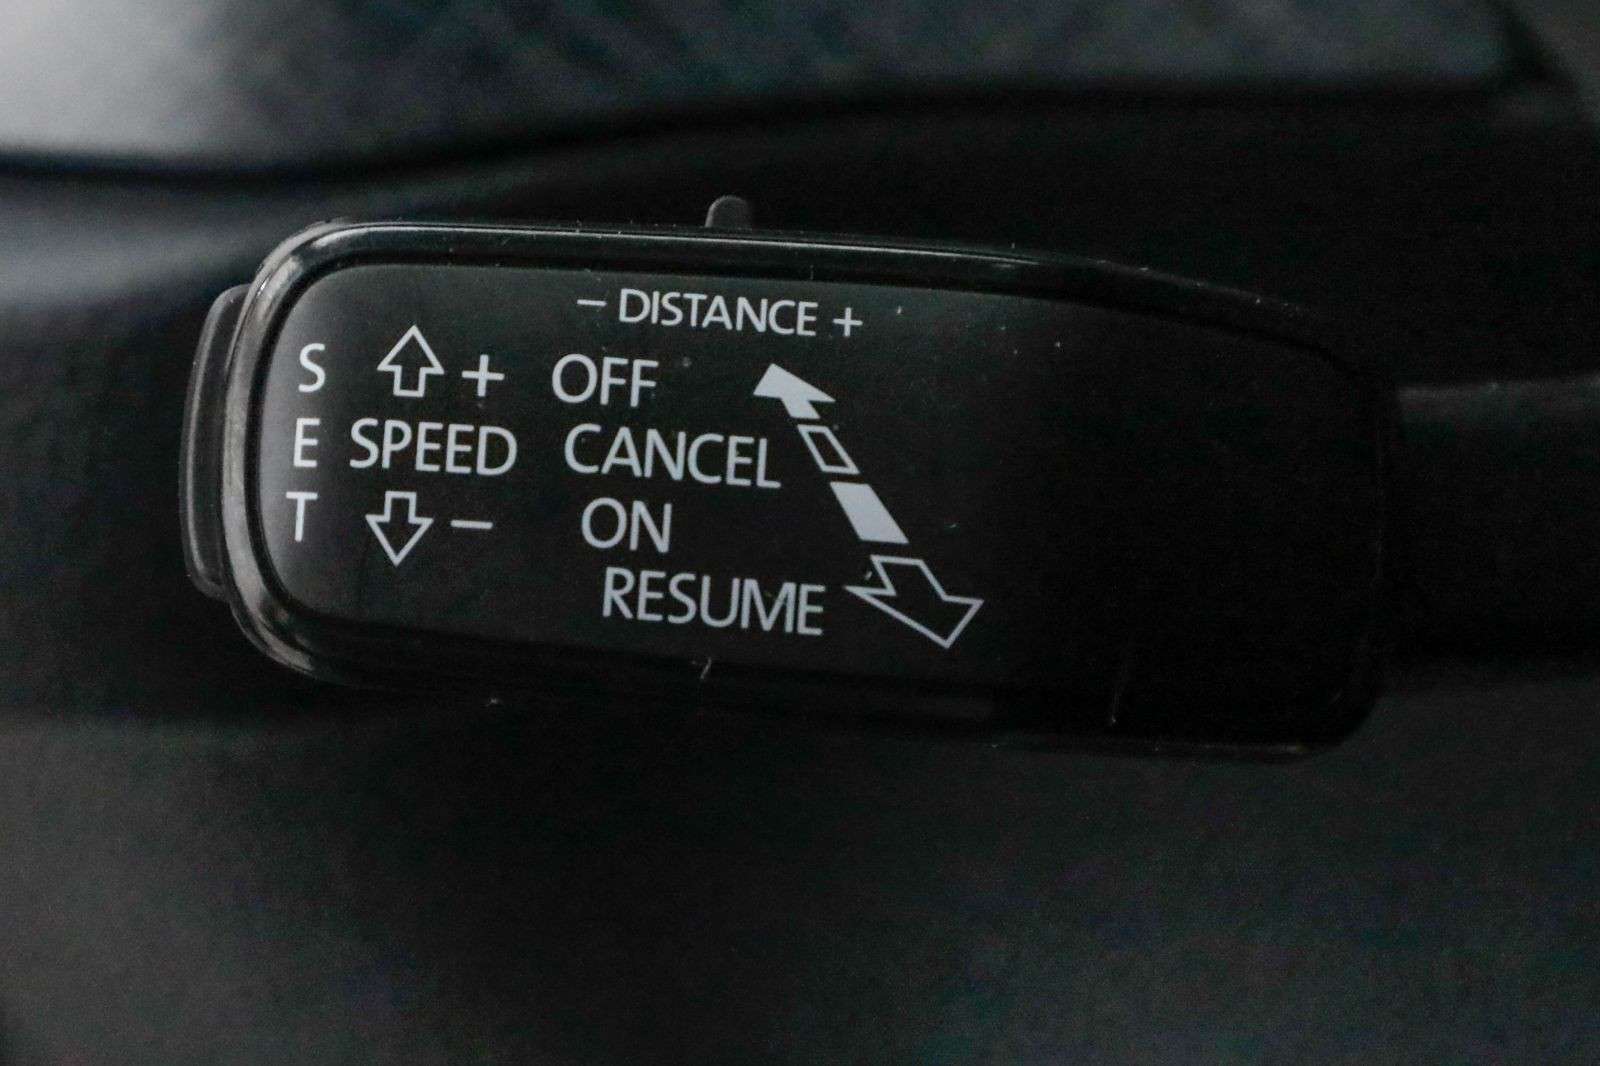 – DISTANCE +
S + OFF
E SPEED CANCEL
T – ON
RESUME